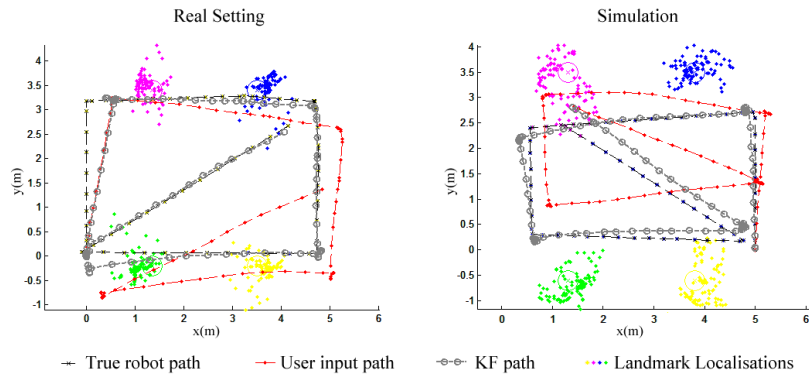 Real Setting
Simulation
4
3.5
3
2.5
2
1.5
1
0.5
0
-0.5
-1
y(m)
0 1 2 3 4 5 6
x(m)
4
3.5
3
2.5
2
1.5
1
0.5
0
-0.5
-1
y(m)
0 1 2 3 4 5 6
x(m)
True robot path User input path KF path Landmark Localisations